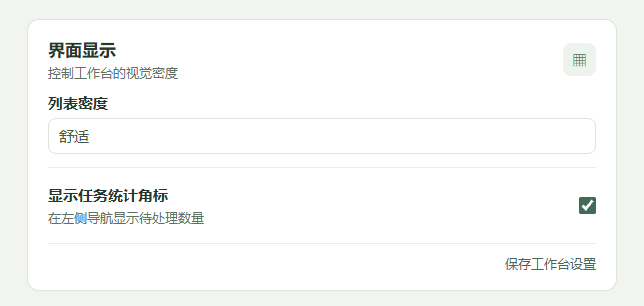 界面显示
控制工作台的视觉密度
列表密度
舒适
显示任务统计角标
在左侧导航显示待处理数量
保存工作台设置